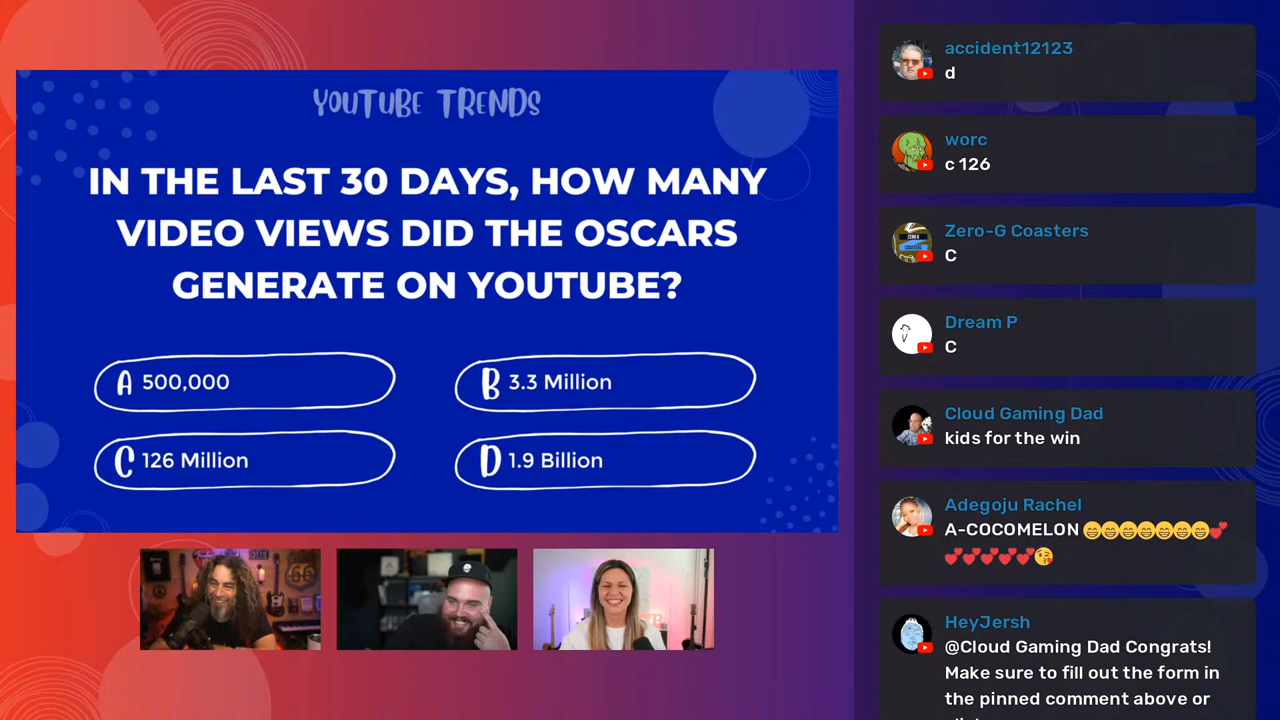 YOUTUBE TRENDS
IN THE LAST 30 DAYS, HOW MANY
VIDEO VIEWS DID THE OSCARS
GENERATE ON YOUTUBE?
A 500,000
B 3.3 Million
C 126 Million
D 1.9 Billion
accident12123
d
worc
c 126
Zero-G Coasters
C
Dream P
C
Cloud Gaming Dad
kids for the win
Adegoju Rachel
A-COCOMELON 😁😁😁😁😁😁😁💕
💕💕💕💕💕😘
HeyJersh
@Cloud Gaming Dad Congrats!
Make sure to fill out the form in
the pinned comment above or